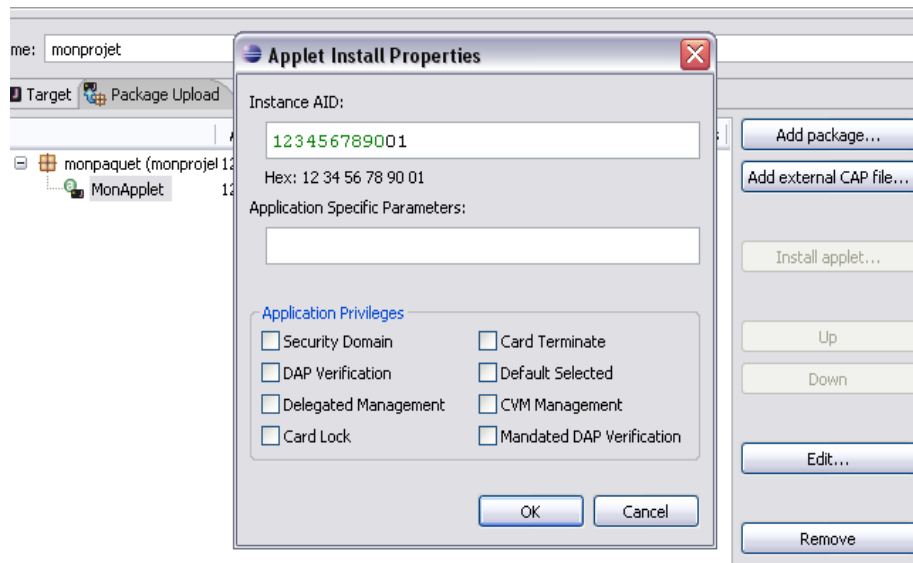 me: monprojet
Applet Install Properties
Target Package Upload
Instance AID:
123456789001
Hex: 12 34 56 78 90 01
Application Specific Parameters:
monpaquet (monprojel 12
MonApplet 12
Application Privileges
Security Domain Card Terminate
DAP Verification Default Selected
Delegated Management CVM Management
Card Lock Mandated DAP Verification
OK Cancel
Add package...
Add external CAP file...
Install applet...
Up
Down
Edit...
Remove